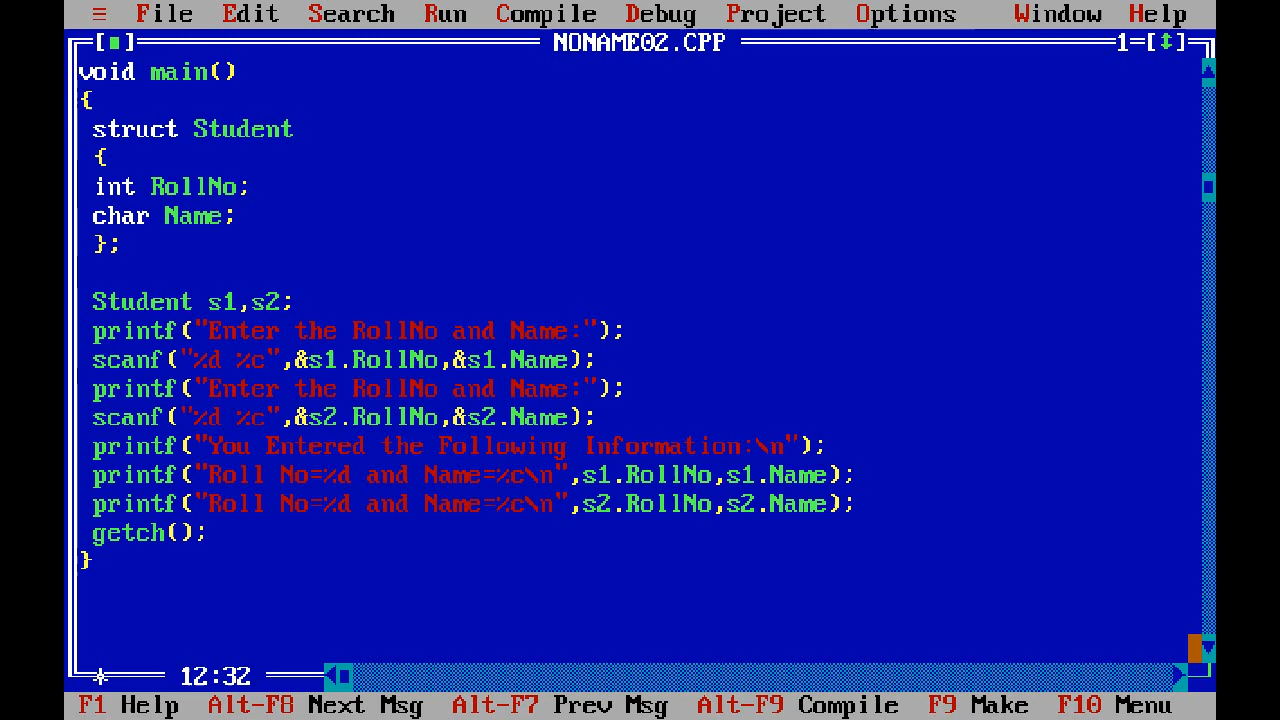 ≡ File Edit Search Run Compile Debug Project Options Window Help
[■] NONAME02.CPP 1=[↕]
void main()
{
struct Student
{
int RollNo;
char Name;
};
Student s1,s2;
printf("Enter the RollNo and Name:");
scanf("%d %c",&s1.RollNo,&s1.Name);
printf("Enter the RollNo and Name:");
scanf("%d %c",&s2.RollNo,&s2.Name);
printf("You Entered the Following Information:\n");
printf("Roll No=%d and Name=%c\n",s1.RollNo,s1.Name);
printf("Roll No=%d and Name=%c\n",s2.RollNo,s2.Name);
getch();
}
12:32
F1 Help Alt-F8 Next Msg Alt-F7 Prev Msg Alt-F9 Compile F9 Make F10 Menu